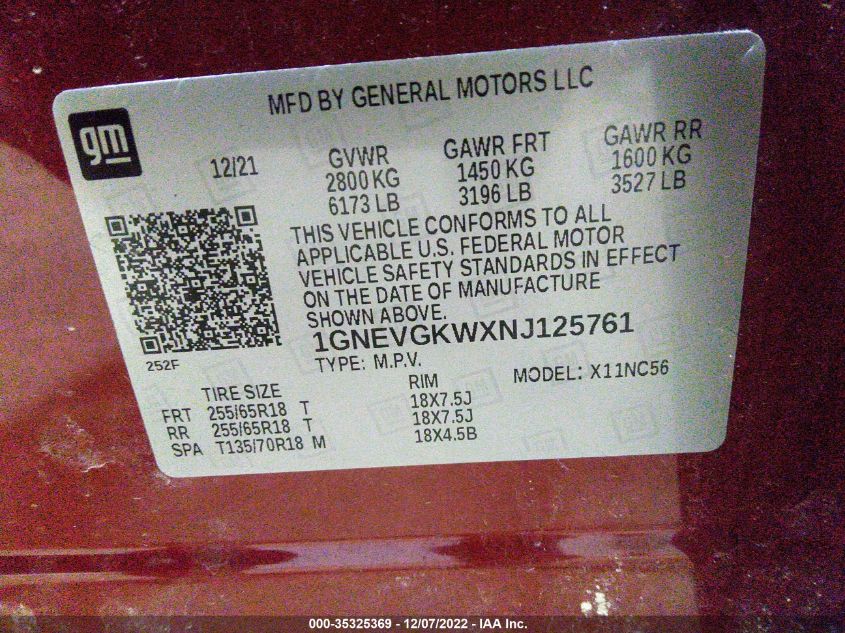 MFD BY GENERAL MOTORS LLC
gm
12/21
GVWR GAWR FRT GAWR RR
2800 KG 1450 KG 1600 KG
6173 LB 3196 LB 3527 LB
THIS VEHICLE CONFORMS TO ALL
APPLICABLE U.S. FEDERAL MOTOR
VEHICLE SAFETY STANDARDS IN EFFECT
ON THE DATE OF MANUFACTURE
SHOWN ABOVE.
1GNEVGKWXNJ125761
252F
TYPE: M.P.V. MODEL: X11NC56
TIRE SIZE RIM
FRT 255/65R18 T 18X7.5J
RR 255/65R18 T 18X7.5J
SPA T135/70R18 M 18X4.5B
000-35325369 - 12/07/2022 - IAA Inc.